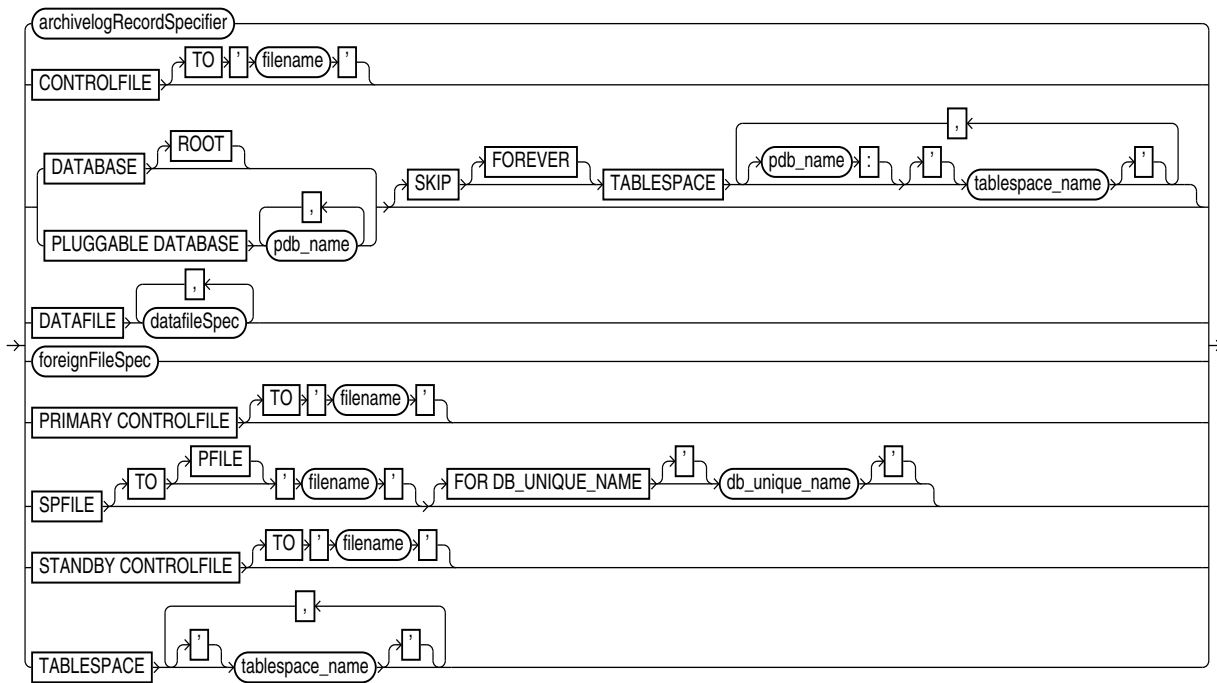 archivelogRecordSpecifier
TO ' filename '
CONTROLFILE
,
ROOT FOREVER pdb_name : ' '
DATABASE SKIP TABLESPACE tablespace_name
,
PLUGGABLE DATABASE pdb_name
,
DATAFILE datafileSpec
foreignFileSpec
TO ' filename '
PRIMARY CONTROLFILE
PFILE ' '
TO ' filename ' FOR DB_UNIQUE_NAME db_unique_name
SPFILE
TO ' filename '
STANDBY CONTROLFILE
,
' '
TABLESPACE tablespace_name